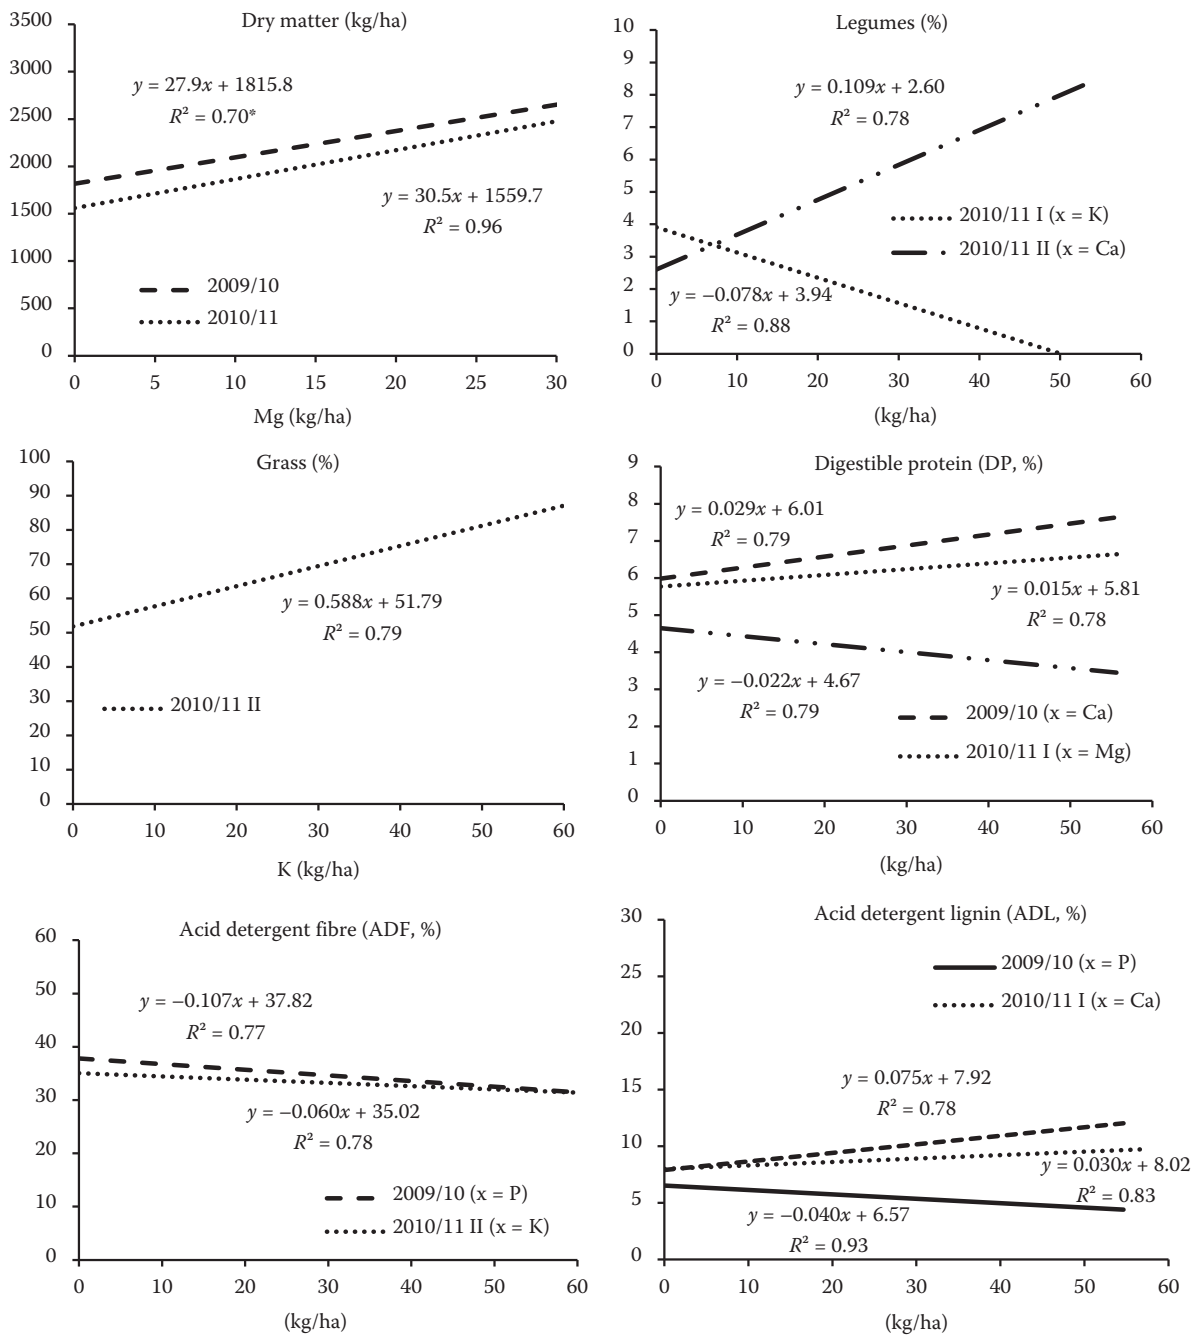 Dry matter (kg/ha)
3500
3000
2500
2000
1500
1000
500
0
y = 27.9x + 1815.8
R² = 0.70*
y = 30.5x + 1559.7
R² = 0.96
2009/10
2010/11
0 5 10 15 20 25 30
Mg (kg/ha)
Legumes (%)
10
9
8
7
6
5
4
3
2
1
0
y = 0.109x + 2.60
R² = 0.78
2010/11 I (x = K)
2010/11 II (x = Ca)
y = –0.078x + 3.94
R² = 0.88
0 10 20 30 40 50 60
(kg/ha)
Grass (%)
100
90
80
70
60
50
40
30
20
10
0
y = 0.588x + 51.79
R² = 0.79
2010/11 II
0 10 20 30 40 50 60
K (kg/ha)
Digestible protein (DP, %)
9
8
7
6
5
4
3
2
1
0
y = 0.029x + 6.01
R² = 0.79
y = 0.015x + 5.81
R² = 0.78
y = –0.022x + 4.67
R² = 0.79
2009/10 (x = Ca)
2010/11 I (x = Mg)
0 10 20 30 40 50 60
(kg/ha)
Acid detergent fibre (ADF, %)
60
50
40
30
20
10
0
y = –0.107x + 37.82
R² = 0.77
y = –0.060x + 35.02
R² = 0.78
2009/10 (x = P)
2010/11 II (x = K)
0 10 20 30 40 50 60
(kg/ha)
Acid detergent lignin (ADL, %)
30
25
20
15
10
5
0
2009/10 (x = P)
2010/11 I (x = Ca)
y = 0.075x + 7.92
R² = 0.78
y = 0.030x + 8.02
R² = 0.83
y = –0.040x + 6.57
R² = 0.93
0 10 20 30 40 50 60
(kg/ha)